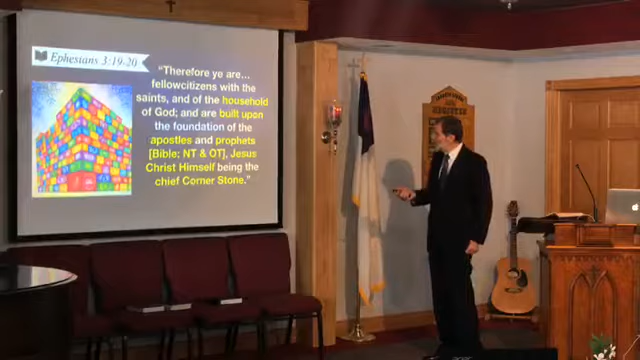 Ephesians 3:19-20
"Therefore ye are…
fellowcitizens with the
saints, and of the household
of God; and are built upon
the foundation of the
apostles and prophets
[Bible; NT & OT], Jesus
Christ Himself being the
chief Corner Stone."
REGISTER